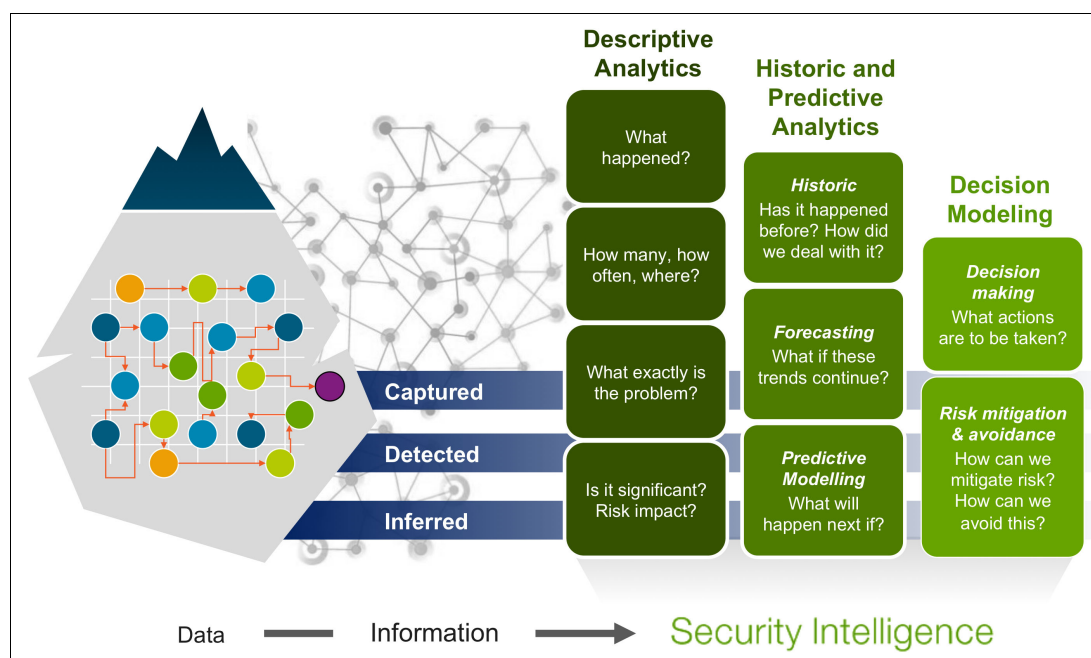 Descriptive
Analytics
What
happened?
How many, how
often, where?
What exactly is
the problem?
Is it significant?
Risk impact?
Historic and
Predictive
Analytics
Historic
Has it happened
before? How did
we deal with it?
Forecasting
What if these
trends continue?
Predictive
Modelling
What will
happen next if?
Decision
Modeling
Decision
making
What actions
are to be taken?
Risk mitigation
& avoidance
How can we
mitigate risk?
How can we
avoid this?
Captured
Detected
Inferred
Data
Information
Security Intelligence